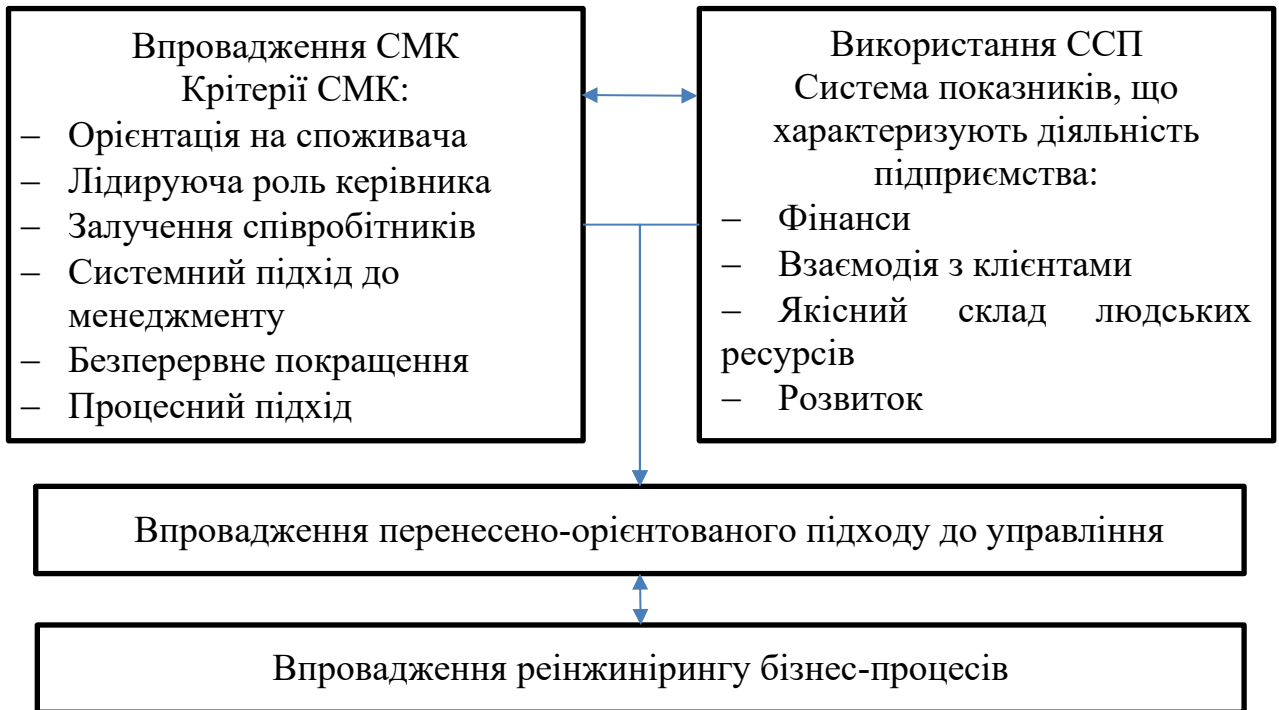 Впровадження СМК
Крітерії СМК:
– Орієнтація на споживача
– Лідируюча роль керівника
– Залучення співробітників
– Системний підхід до
менеджменту
– Безперервне покращення
– Процесний підхід
Використання ССП
Система показників, що
характеризують діяльність
підприємства:
– Фінанси
– Взаємодія з клієнтами
– Якісний склад людських
ресурсів
– Розвиток
Впровадження перенесено-орієнтованого підходу до управління
Впровадження реінжинірингу бізнес-процесів